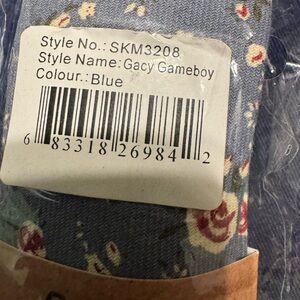 Style No.: SKM3208
Style Name: Gacy Gameboy
Colour.: Blue
6 83318 26984 2